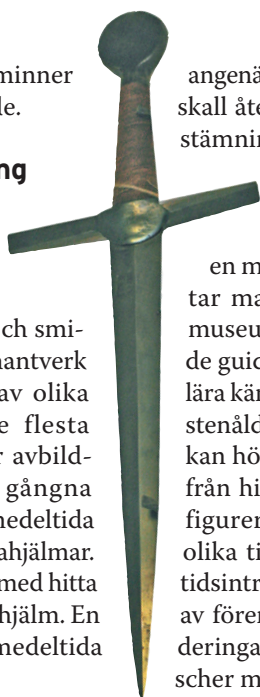 minner
le.
ng
ch smi-
hantverk
av olika
e flesta
r avbild-
gångna
medeltida
ahjälmar.
med hitta
hjälm. En
medeltida
angenä
skall åte
stämnin
en m
tar ma
museu
de guid
lära kän
stenåld
kan hö
från hi
figuren
olika ti
tidsintr
av fören
deringa
scher m